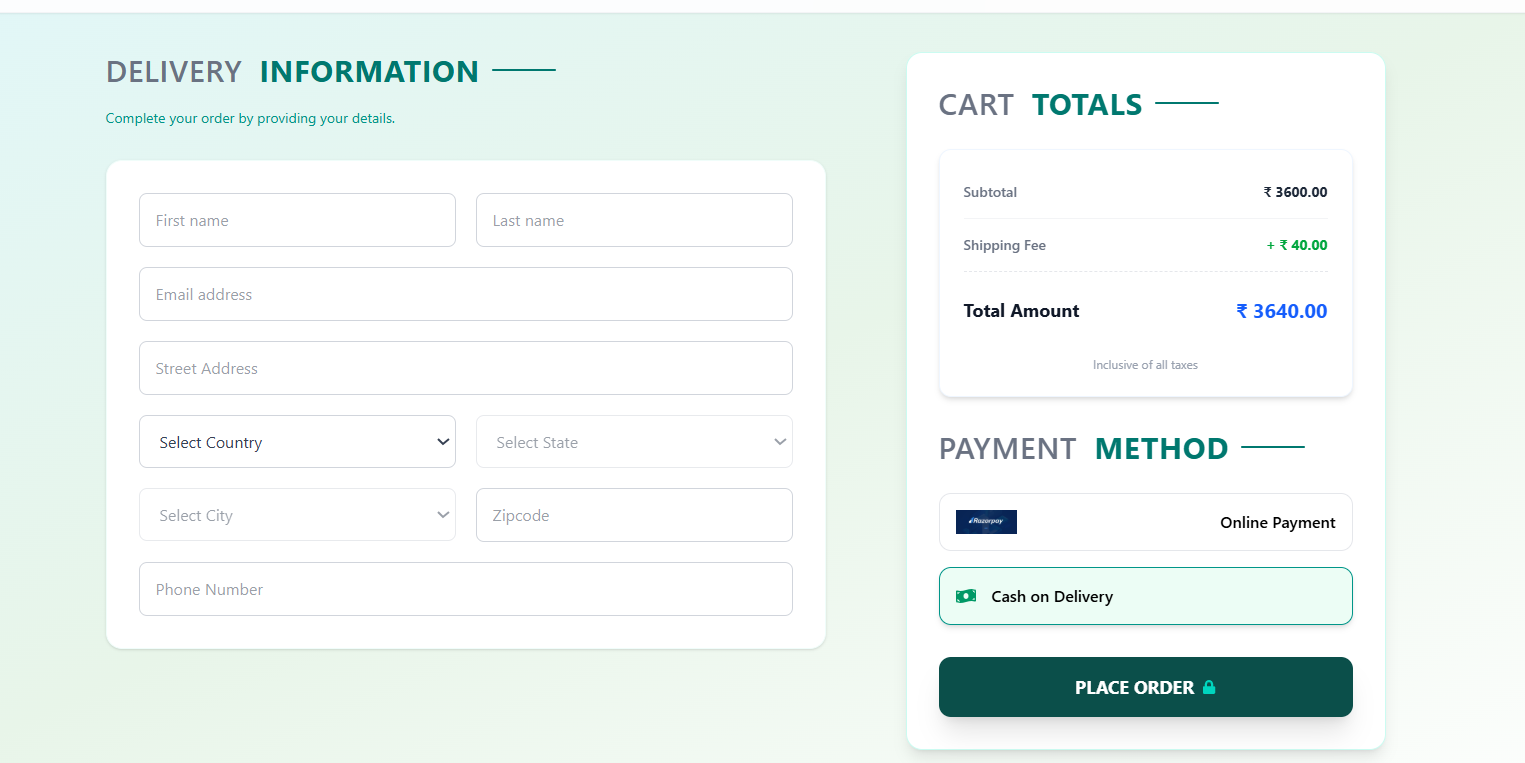 DELIVERY INFORMATION
Complete your order by providing your details.
First name
Last name
Email address
Street Address
Select Country
Select State
Select City
Zipcode
Phone Number
CART TOTALS
Subtotal ₹ 3600.00
Shipping Fee + ₹ 40.00
Total Amount ₹ 3640.00
Inclusive of all taxes
PAYMENT METHOD
Razorpay Online Payment
Cash on Delivery
PLACE ORDER